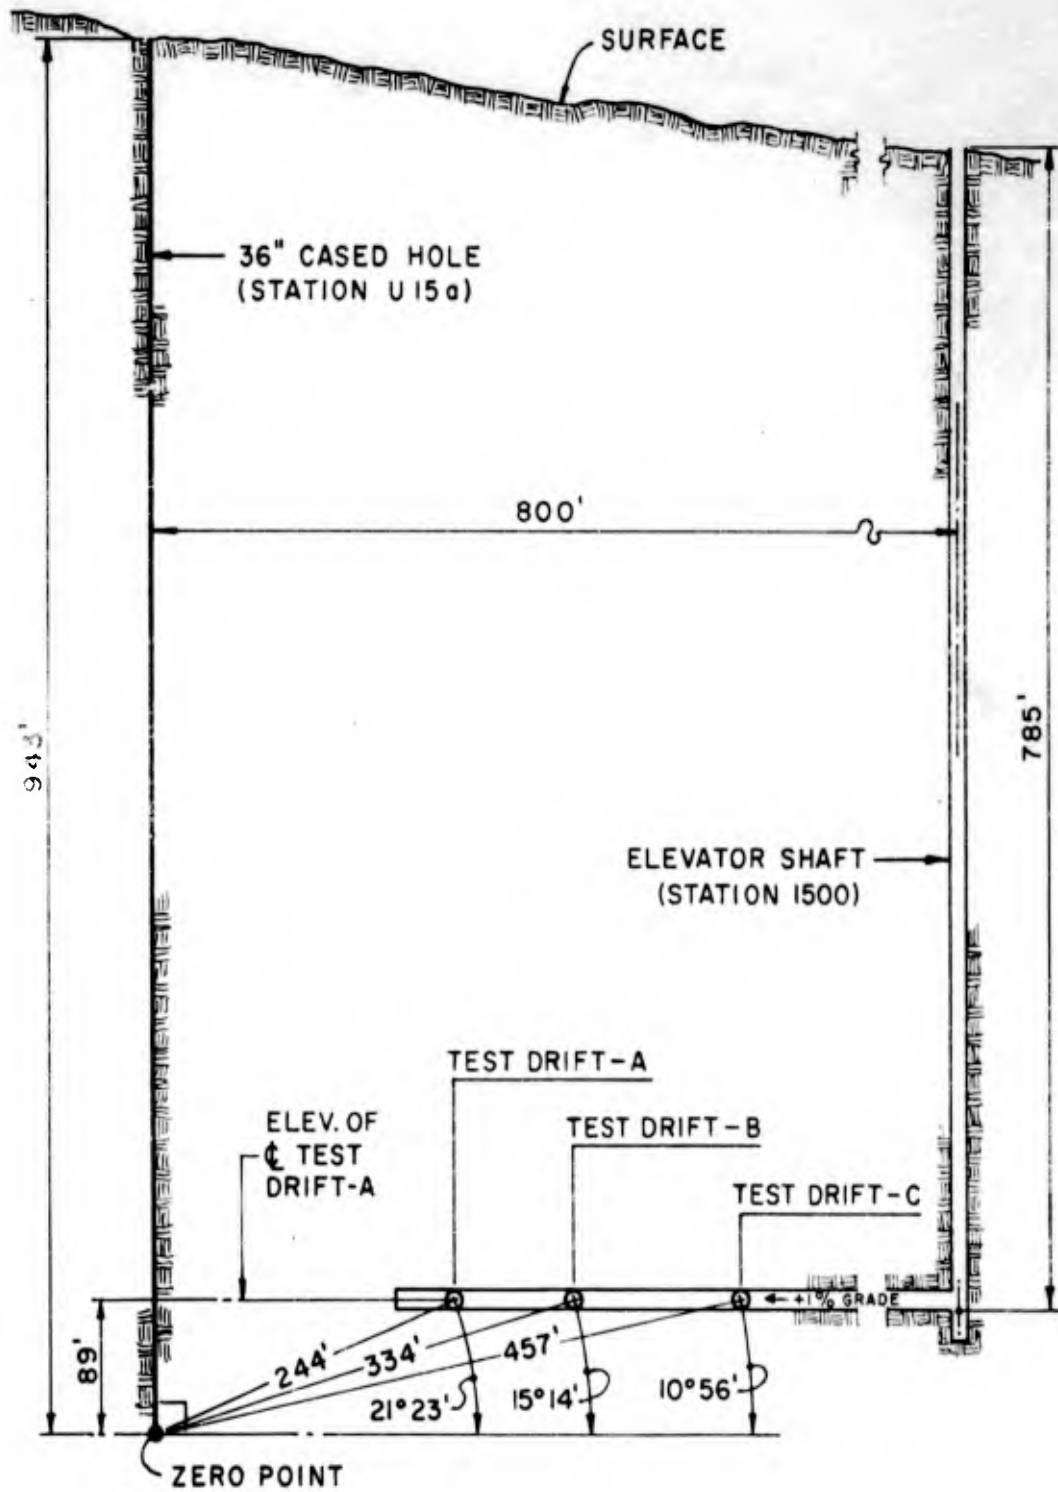 SURFACE
36" CASED HOLE
(STATION U15a)
800'
943'
785'
ELEVATOR SHAFT
(STATION 1500)
TEST DRIFT-A
ELEV. OF
℄ TEST
DRIFT-A
TEST DRIFT-B
TEST DRIFT-C
+1% GRADE
89'
244'
334'
457'
21°23'
15°14'
10°56'
ZERO POINT